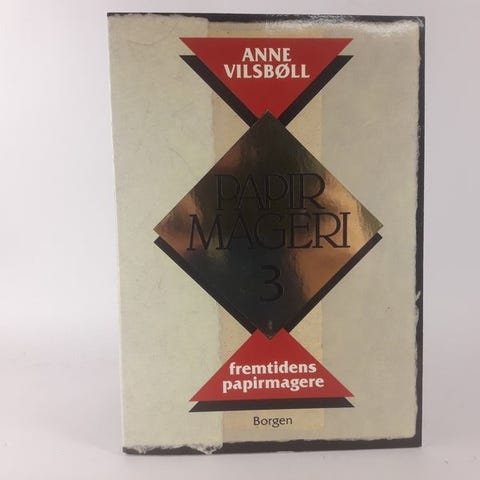 ANNE
VILSBØLL
PAPIR
MAGERI
3
fremtidens
papirmagere
Borgen